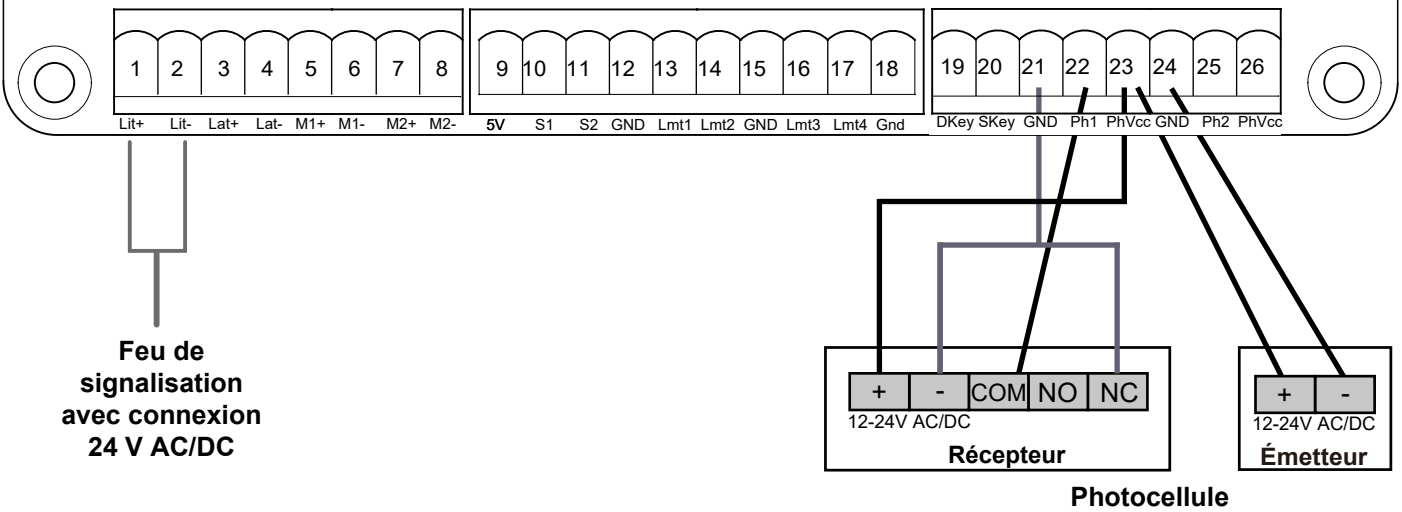 1 2 3 4 5 6 7 8 9 10 11 12 13 14 15 16 17 18 19 20 21 22 23 24 25 26
Lit+ Lit- Lat+ Lat- M1+ M1- M2+ M2- 5V S1 S2 GND Lmt1 Lmt2 GND Lmt3 Lmt4 Gnd DKey SKey GND Ph1 PhVcc GND Ph2 PhVcc
Feu de
signalisation
avec connexion
24 V AC/DC
+ - COM NO NC
12-24V AC/DC
Récepteur
+ -
12-24V AC/DC
Émetteur
Photocellule